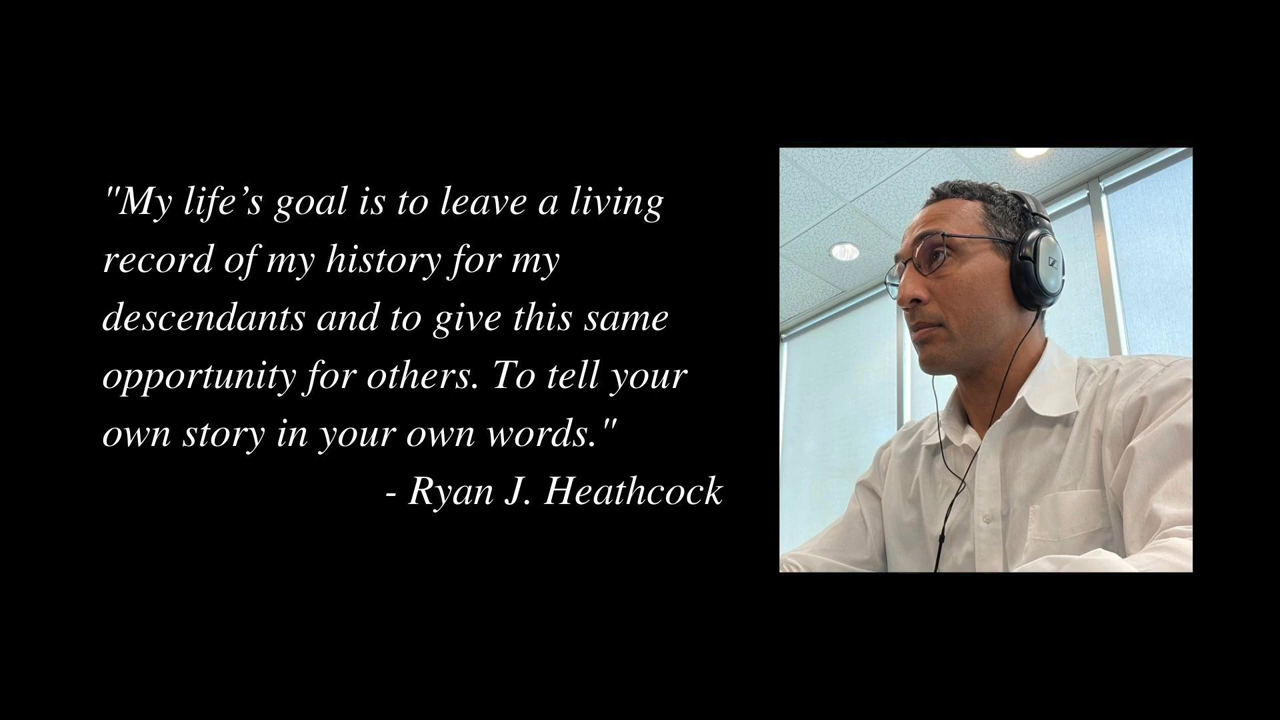 "My life’s goal is to leave a living
record of my history for my
descendants and to give this same
opportunity for others. To tell your
own story in your own words."
- Ryan J. Heathcock